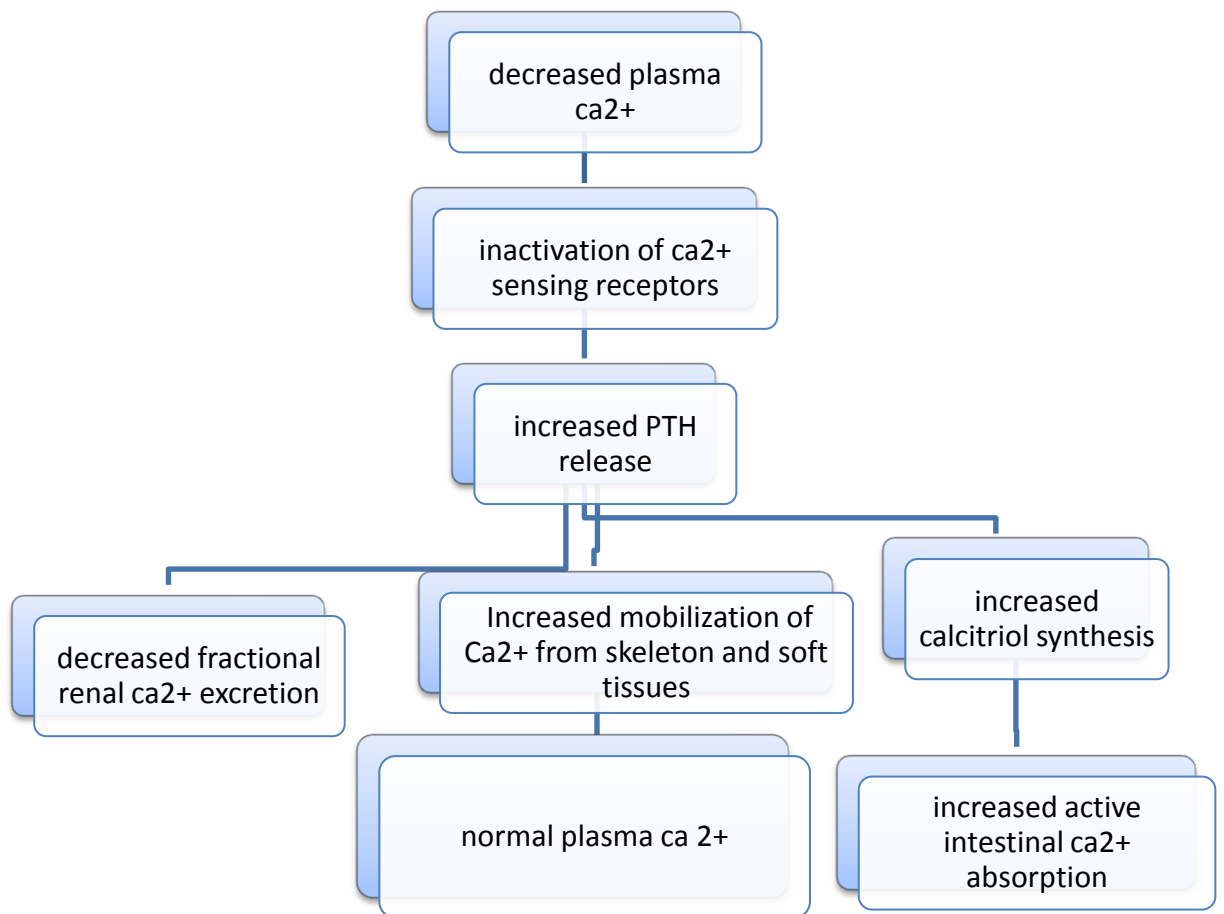 decreased plasma
ca2+
inactivation of ca2+
sensing receptors
increased PTH
release
decreased fractional
renal ca2+ excretion
Increased mobilization of
Ca2+ from skeleton and soft
tissues
increased
calcitriol synthesis
normal plasma ca 2+
increased active
intestinal ca2+
absorption